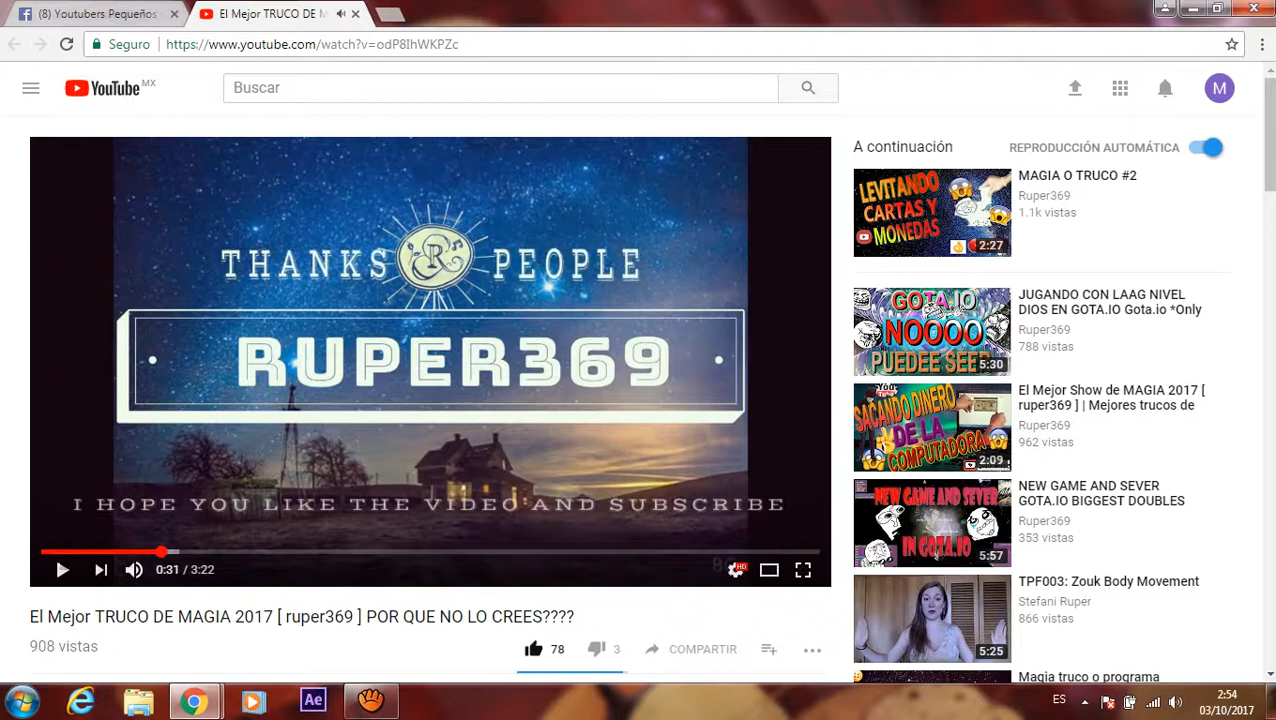 (8) Youtubers Pequeños
El Mejor TRUCO DE M
Seguro
https://www.youtube.com/watch?v=odP8IhWKPZc
YouTube MX
Buscar
M
THANKS R PEOPLE
RUPER369
I HOPE YOU LIKE THE VIDEO AND SUBSCRIBE
0:31 / 3:22
HD
El Mejor TRUCO DE MAGIA 2017 [ ruper369 ] POR QUE NO LO CREES????
908 vistas
78
3
COMPARTIR
A continuación
REPRODUCCIÓN AUTOMÁTICA
LEVITANDO
CARTAS Y
MONEDAS
2:27
MAGIA O TRUCO #2
Ruper369
1.1k vistas
GOTA.IO
NOOOO
PUEDEE SEER
5:30
JUGANDO CON LAAG NIVEL
DIOS EN GOTA.IO Gota.io *Only
Ruper369
788 vistas
You
SACANDO DINERO
DE LA
COMPUTADORA
2:09
El Mejor Show de MAGIA 2017 [
ruper369 ] | Mejores trucos de
Ruper369
962 vistas
NEW GAME AND SEVER
IN GOTA.IO
5:57
NEW GAME AND SEVER
GOTA.IO BIGGEST DOUBLES
Ruper369
353 vistas
5:25
TPF003: Zouk Body Movement
Stefani Ruper
866 vistas
Magia truco o programa
Ae
ES
2:54
03/10/2017